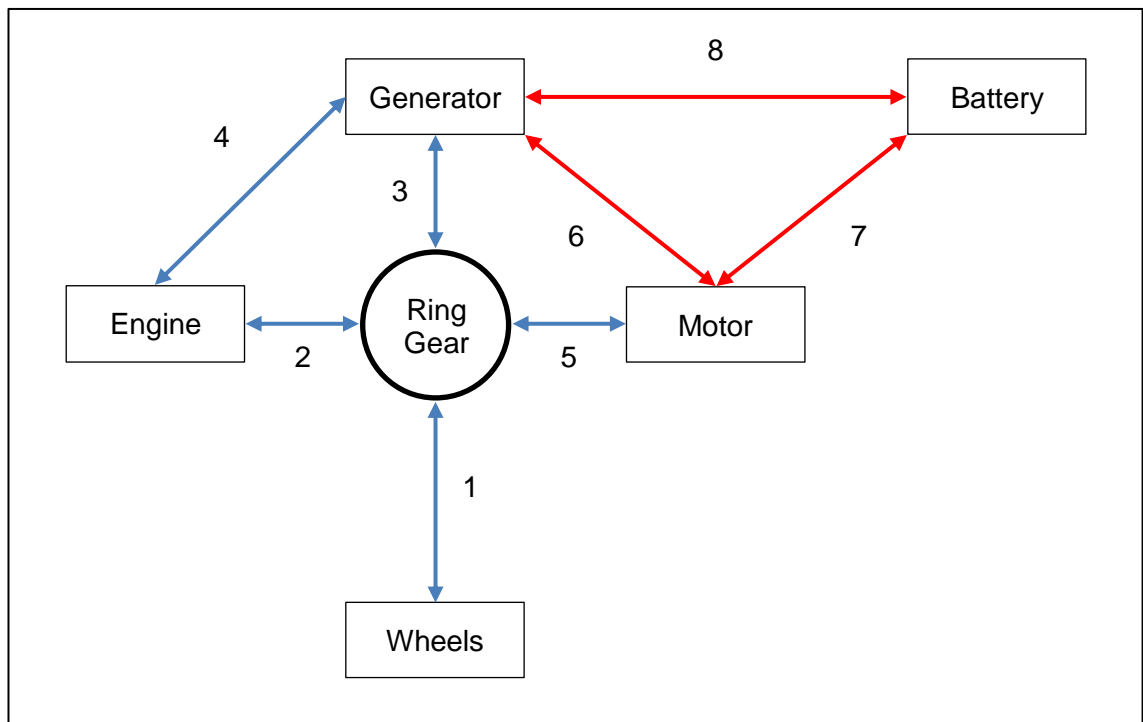 8
Generator
Battery
4
3
6
7
Engine
Ring
Gear
Motor
2
5
1
Wheels